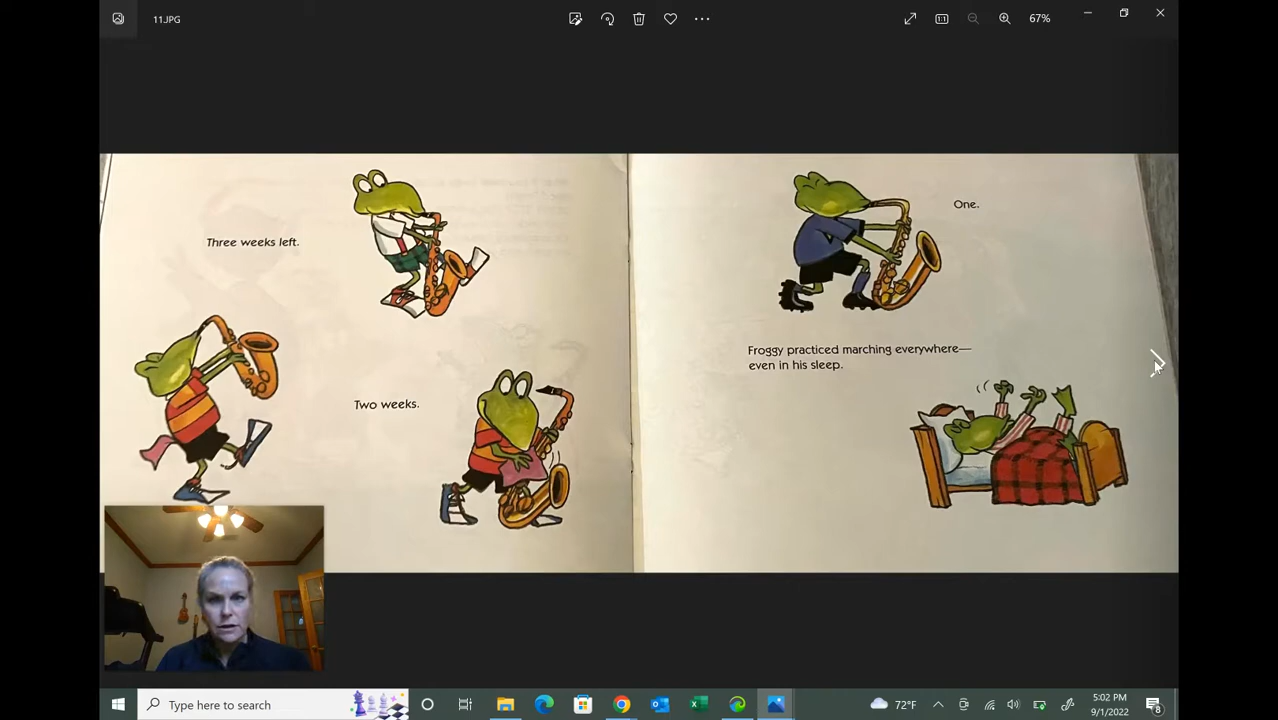 11.JPG
67%
Three weeks left.
Two weeks.
One.
Froggy practiced marching everywhere—
even in his sleep.
Type here to search
72°F
5:02 PM
9/1/2022
8